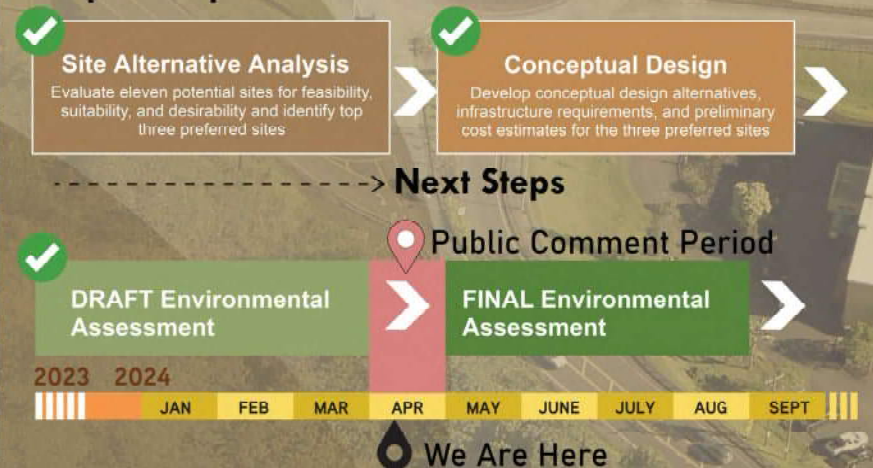 Site Alternative Analysis
Evaluate eleven potential sites for feasibility,
suitability, and desirability and identify top
three preferred sites
Conceptual Design
Develop conceptual design alternatives,
infrastructure requirements, and preliminary
cost estimates for the three preferred sites
Next Steps
Public Comment Period
DRAFT Environmental
Assessment
FINAL Environmental
Assessment
2023 2024
JAN FEB MAR APR MAY JUNE JULY AUG SEPT
We Are Here